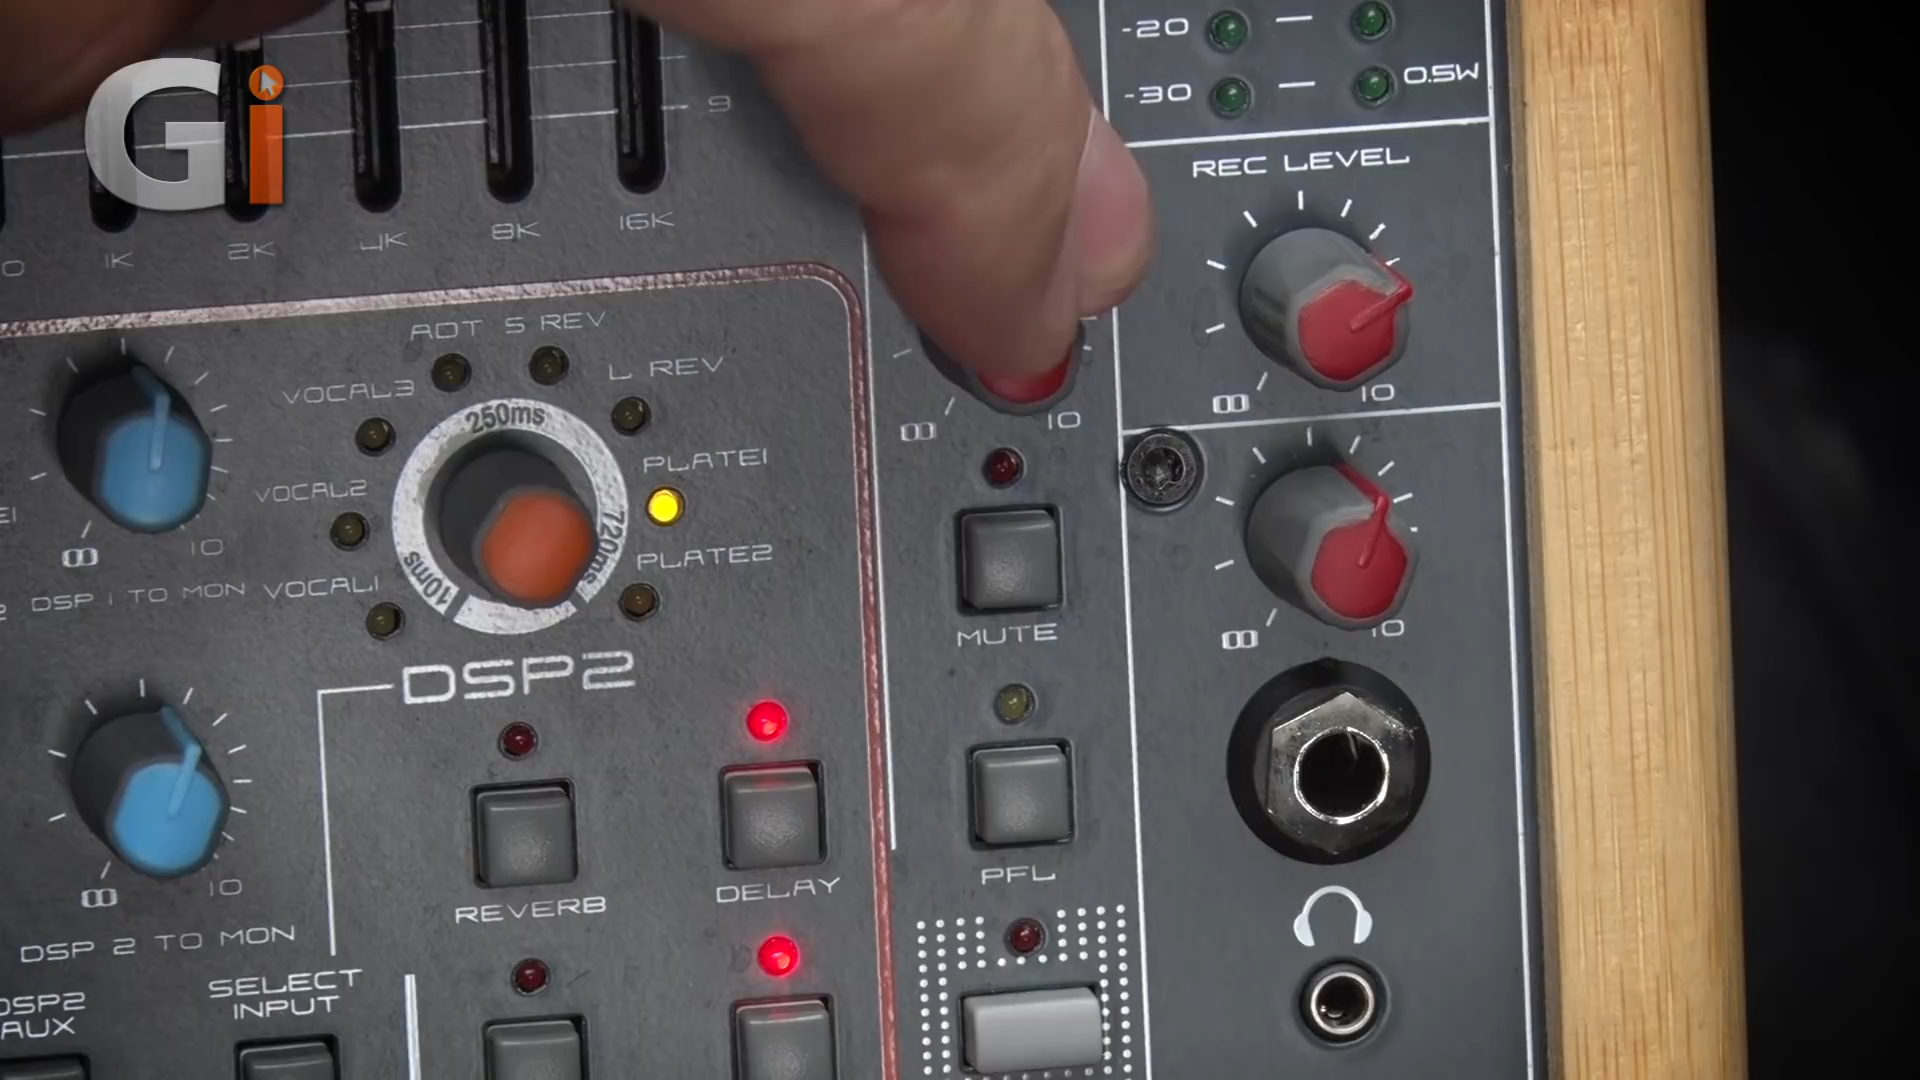 Gi
-20
-30
0.5W
9
1K
2K
4K
8K
16K
REC LEVEL
10
ADT
S REV
VOCAL3
L REV
250ms
10
VOCAL2
PLATE1
720ms
10ms
PLATE2
10
DSP 1 TO MON
VOCAL1
MUTE
10
DSP2
REVERB
DELAY
PFL
10
DSP 2 TO MON
SELECT
INPUT
DSP2
AUX